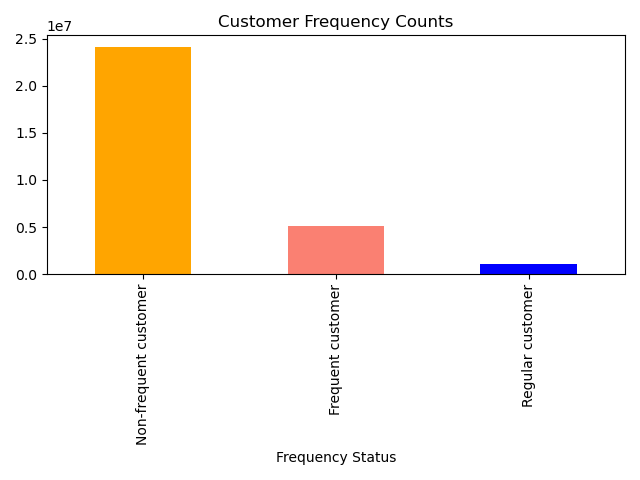 Customer Frequency Counts
1e7
2.5
2.0
1.5
1.0
0.5
0.0
Non-frequent customer
Frequent customer
Regular customer
Frequency Status